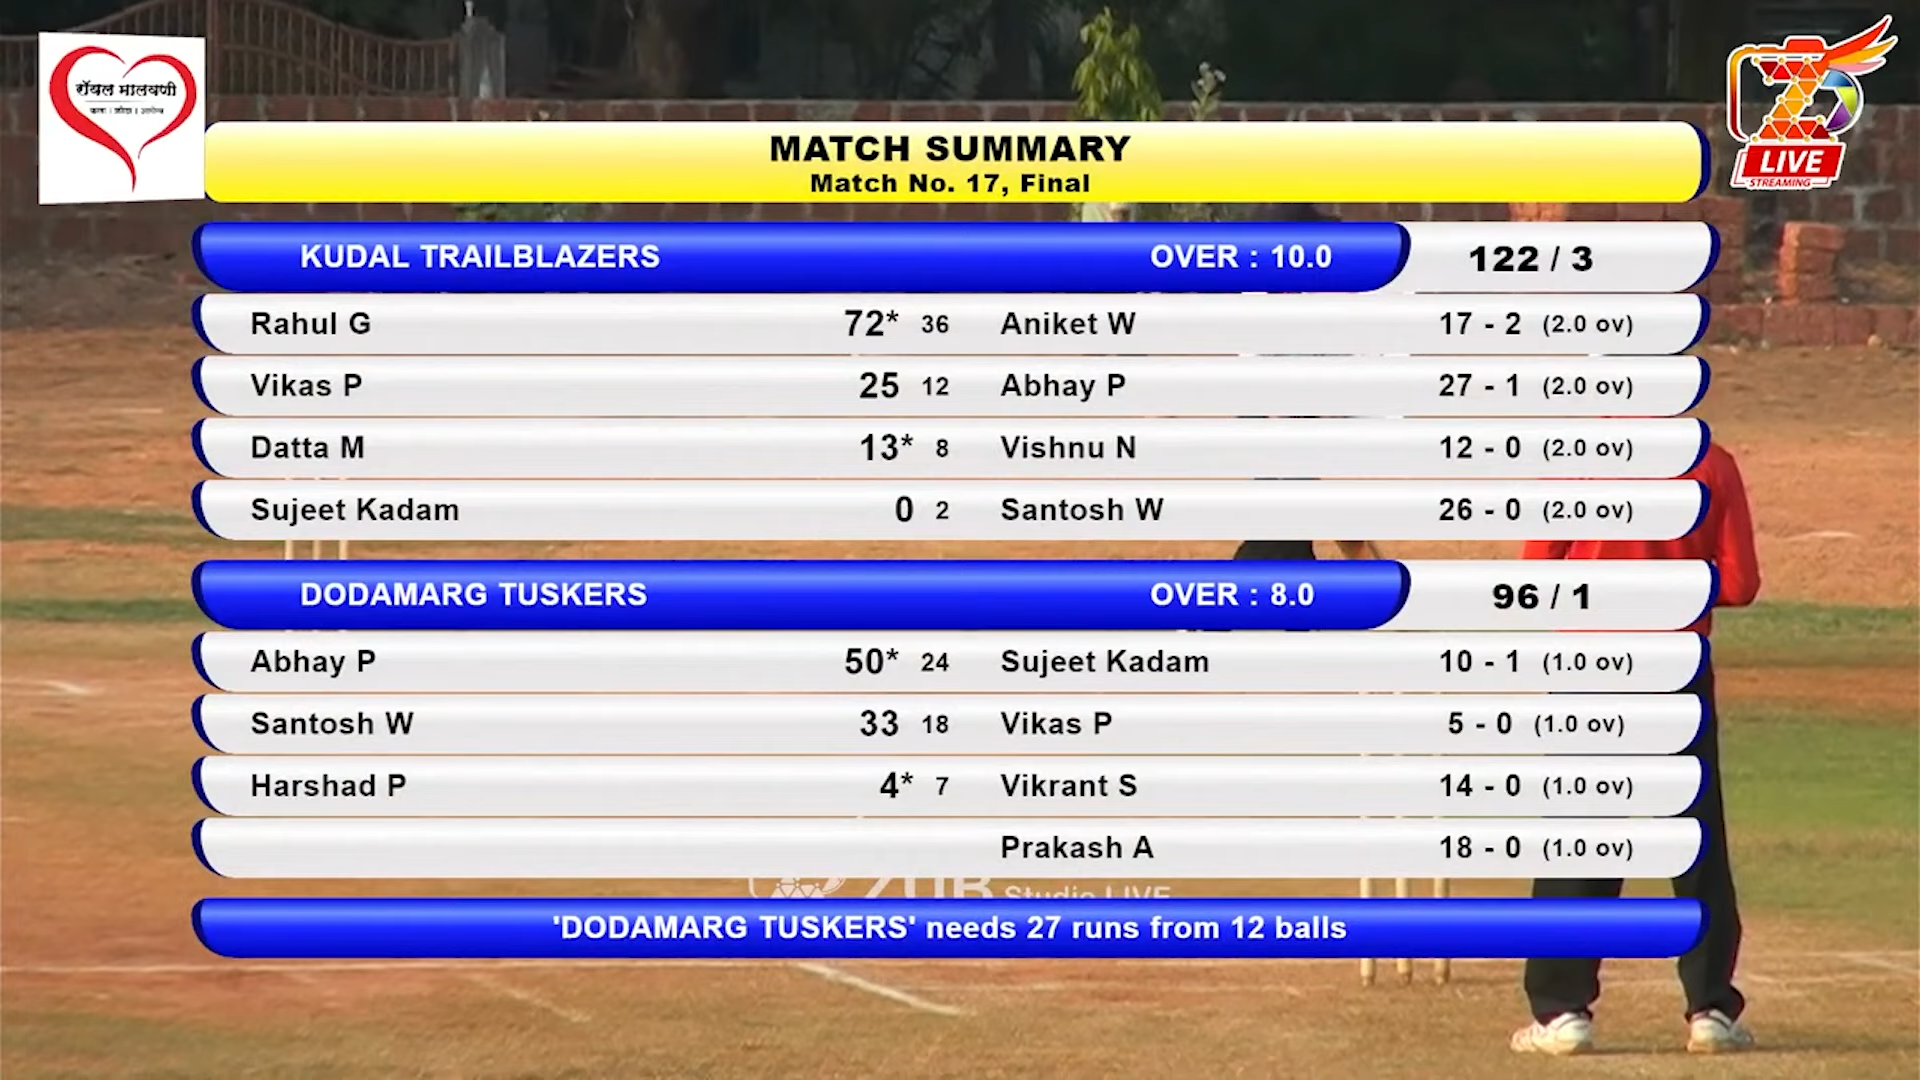 रॉयल मालवणी
LIVE
STREAMING
MATCH SUMMARY
Match No. 17, Final
KUDAL TRAILBLAZERS OVER : 10.0 122 / 3
Rahul G 72* 36 Aniket W 17 - 2 (2.0 ov)
Vikas P 25 12 Abhay P 27 - 1 (2.0 ov)
Datta M 13* 8 Vishnu N 12 - 0 (2.0 ov)
Sujeet Kadam 0 2 Santosh W 26 - 0 (2.0 ov)
DODAMARG TUSKERS OVER : 8.0 96 / 1
Abhay P 50* 24 Sujeet Kadam 10 - 1 (1.0 ov)
Santosh W 33 18 Vikas P 5 - 0 (1.0 ov)
Harshad P 4* 7 Vikrant S 14 - 0 (1.0 ov)
Prakash A 18 - 0 (1.0 ov)
Studio LIVE
'DODAMARG TUSKERS' needs 27 runs from 12 balls